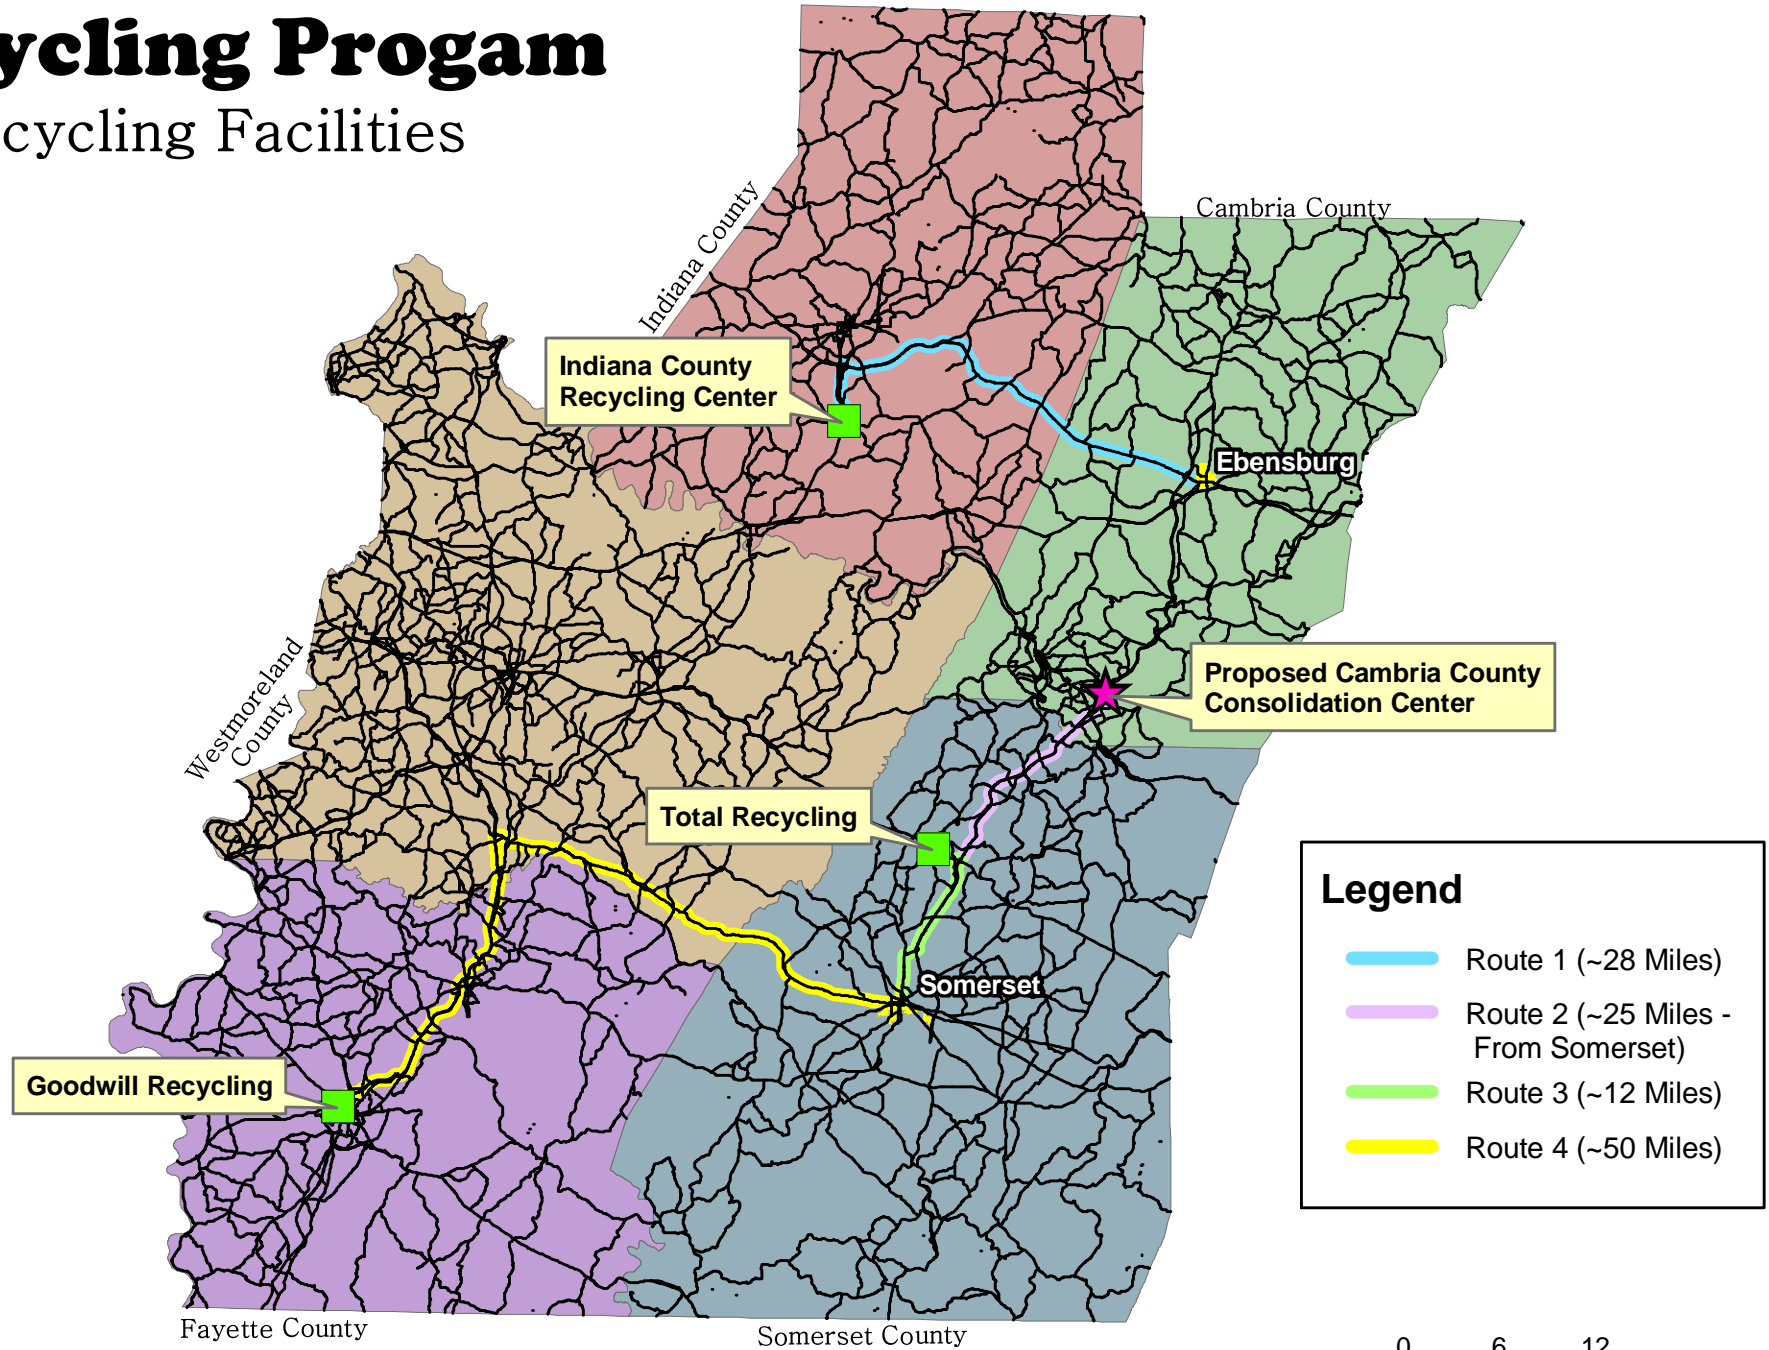 ycling Progam
cycling Facilities
Cambria County
Indiana County
Indiana County
Recycling Center
Ebensburg
Westmoreland
County
Proposed Cambria County
Consolidation Center
Total Recycling
Somerset
Goodwill Recycling
Legend
Route 1 (~28 Miles)
Route 2 (~25 Miles -
From Somerset)
Route 3 (~12 Miles)
Route 4 (~50 Miles)
Fayette County
Somerset County
0 6 12